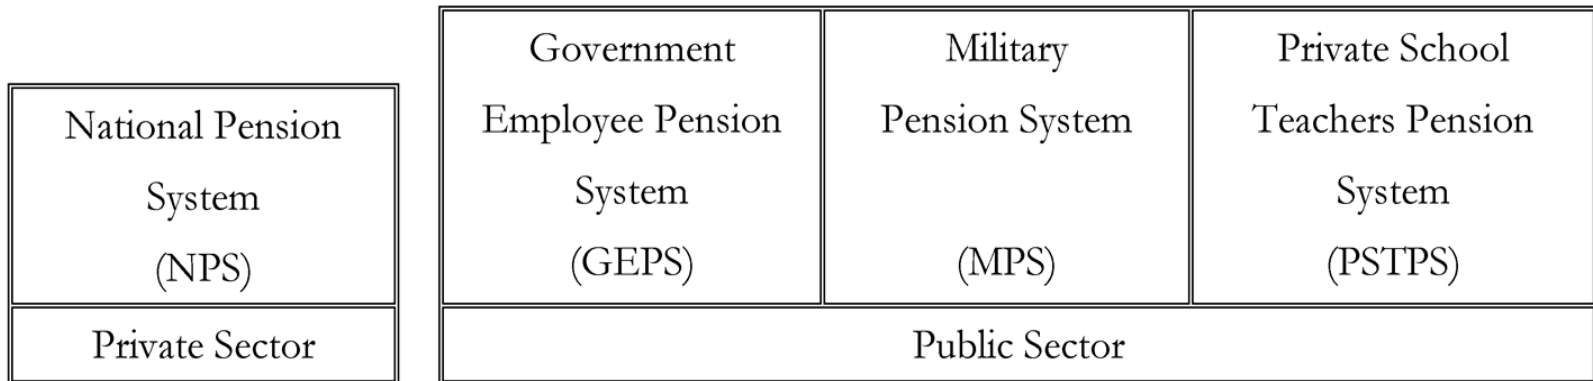 National Pension
System
(NPS)
Private Sector
Government
Employee Pension
System
(GEPS)
Military
Pension System
(MPS)
Private School
Teachers Pension
System
(PSTPS)
Public Sector